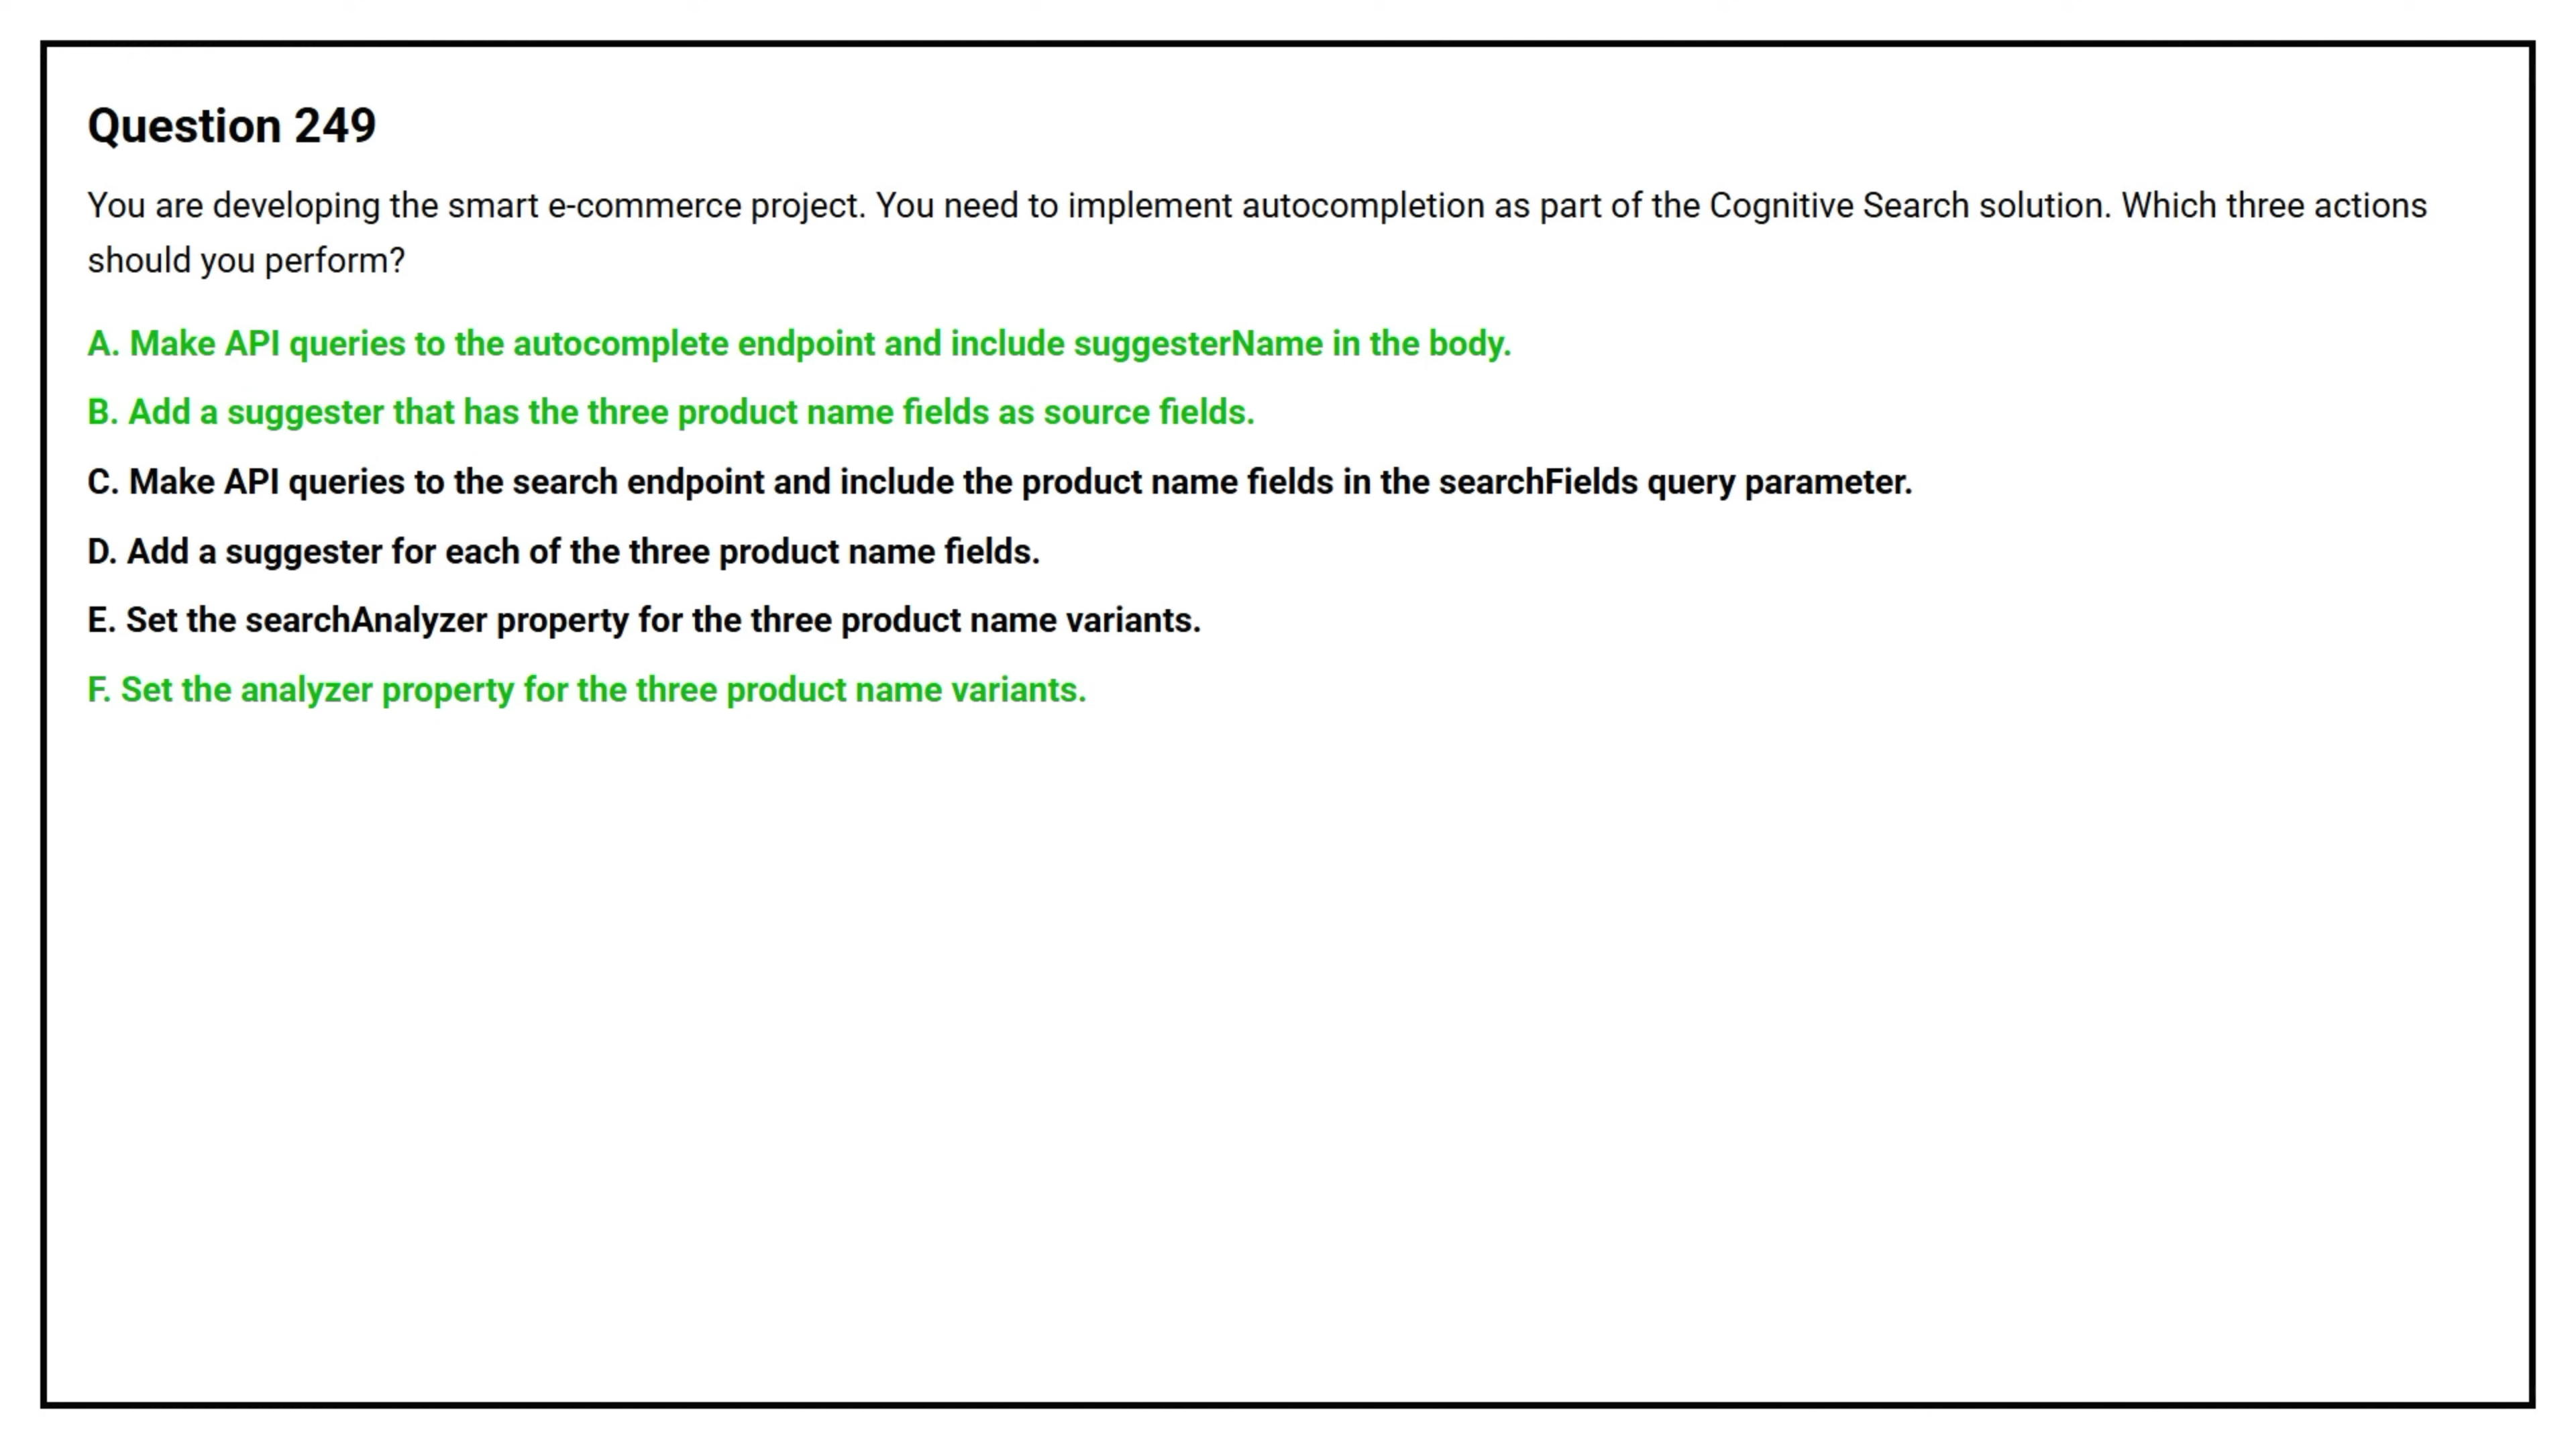 Question 249
You are developing the smart e-commerce project. You need to implement autocompletion as part of the Cognitive Search solution. Which three actions
should you perform?
A. Make API queries to the autocomplete endpoint and include suggesterName in the body.
B. Add a suggester that has the three product name fields as source fields.
C. Make API queries to the search endpoint and include the product name fields in the searchFields query parameter.
D. Add a suggester for each of the three product name fields.
E. Set the searchAnalyzer property for the three product name variants.
F. Set the analyzer property for the three product name variants.